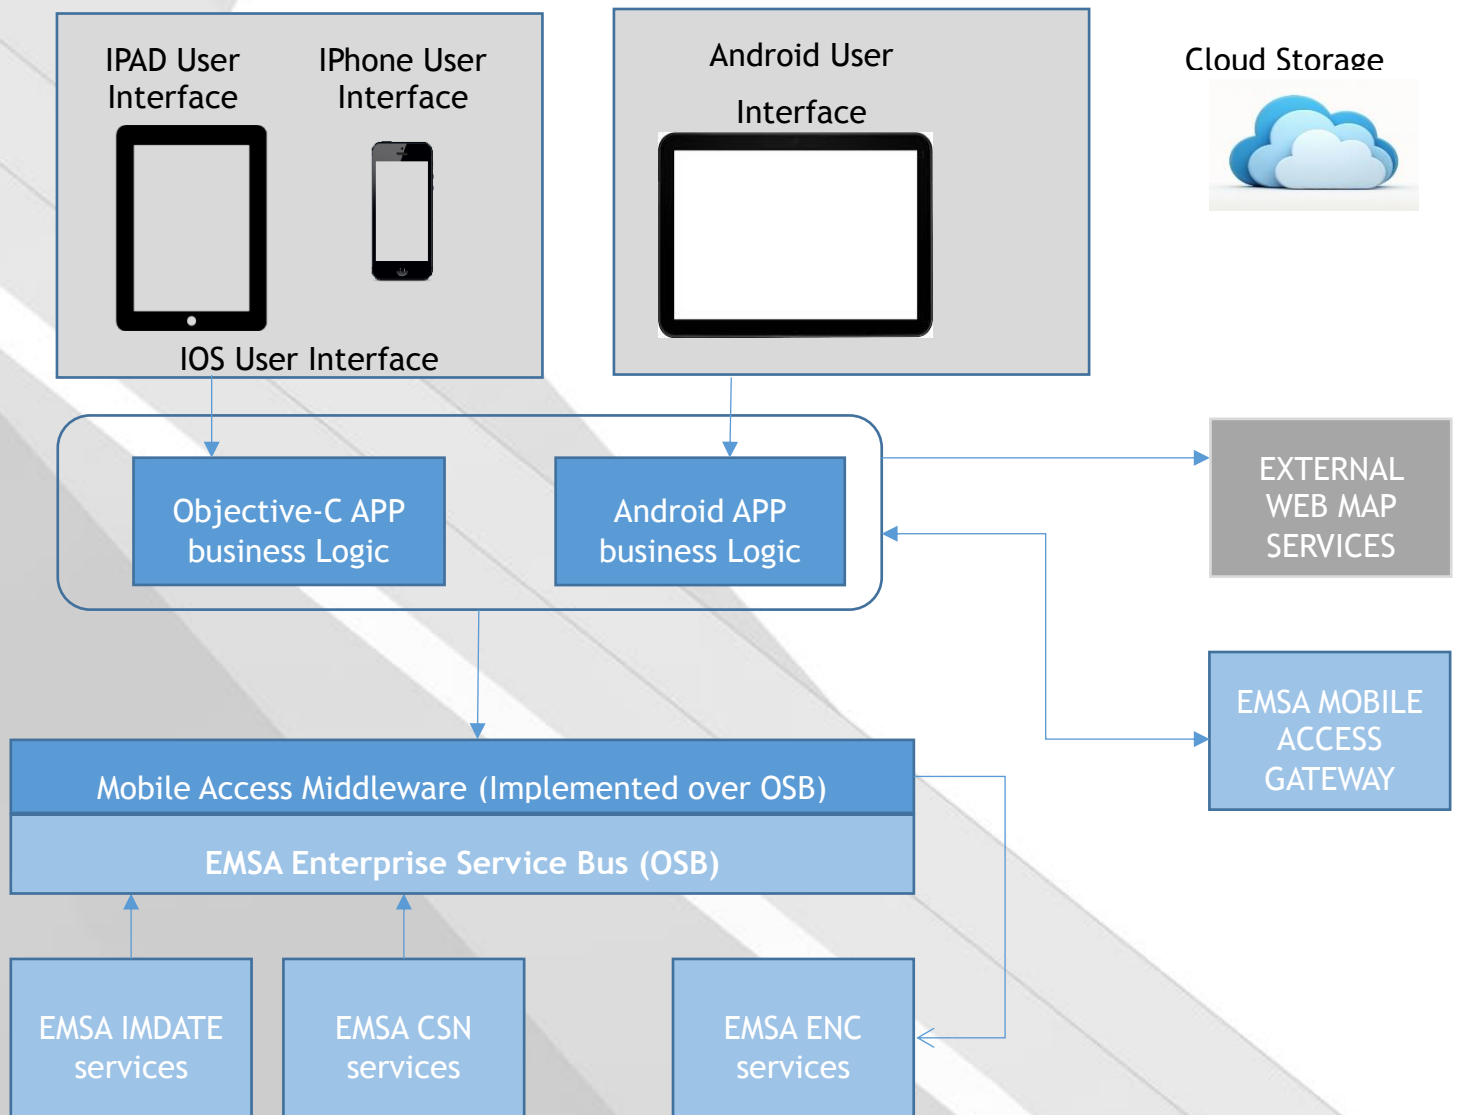 IPAD User
Interface
IPhone User
Interface
IOS User Interface
Android User
Interface
Cloud Storage
Objective-C APP
business Logic
Android APP
business Logic
EXTERNAL
WEB MAP
SERVICES
EMSA MOBILE
ACCESS
GATEWAY
Mobile Access Middleware (Implemented over OSB)
EMSA Enterprise Service Bus (OSB)
EMSA IMDATE
services
EMSA CSN
services
EMSA ENC
services